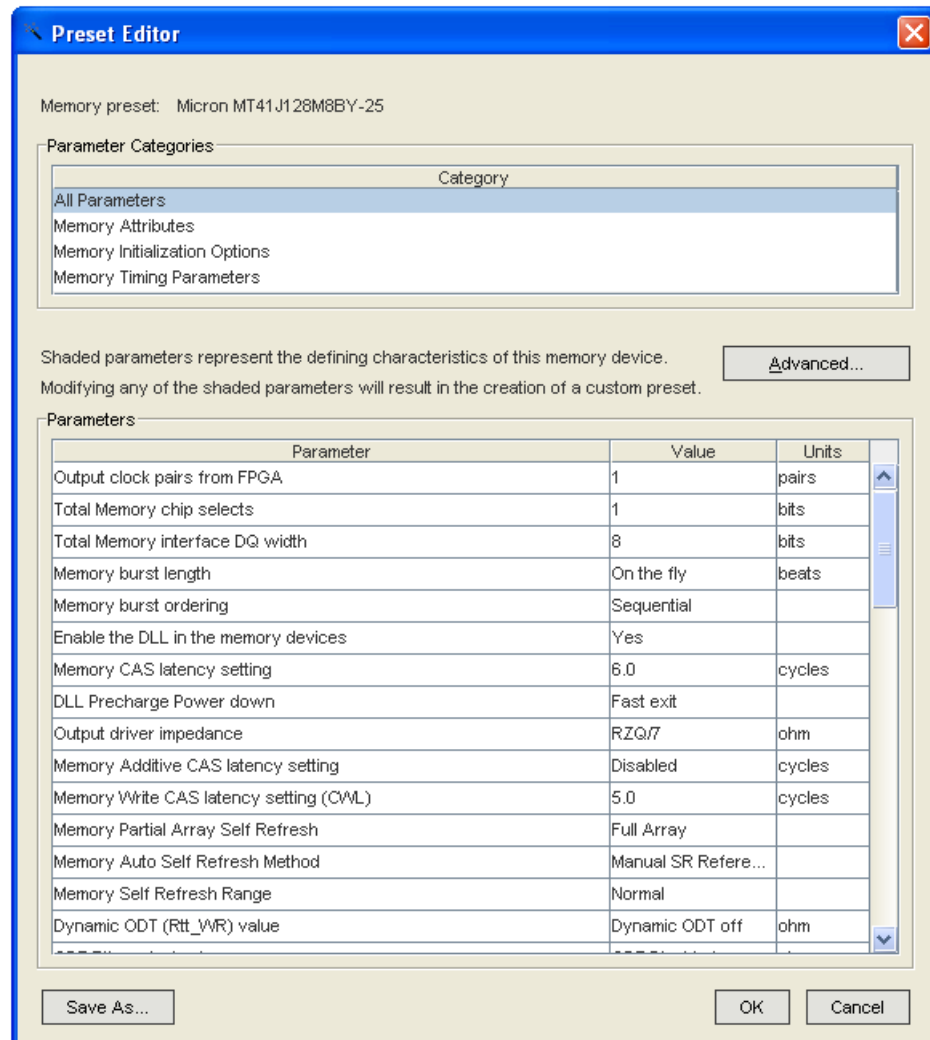 Preset Editor
Memory preset: Micron MT41J128M8BY-25
Parameter Categories
Category
All Parameters
Memory Attributes
Memory Initialization Options
Memory Timing Parameters
Shaded parameters represent the defining characteristics of this memory device.
Modifying any of the shaded parameters will result in the creation of a custom preset.
Advanced...
Parameters
Parameter Value Units
Output clock pairs from FPGA 1 pairs
Total Memory chip selects 1 bits
Total Memory interface DQ width 8 bits
Memory burst length On the fly beats
Memory burst ordering Sequential
Enable the DLL in the memory devices Yes
Memory CAS latency setting 6.0 cycles
DLL Precharge Power down Fast exit
Output driver impedance RZQ/7 ohm
Memory Additive CAS latency setting Disabled cycles
Memory Write CAS latency setting (CWL) 5.0 cycles
Memory Partial Array Self Refresh Full Array
Memory Auto Self Refresh Method Manual SR Refere...
Memory Self Refresh Range Normal
Dynamic ODT (Rtt_WR) value Dynamic ODT off ohm
Save As... OK Cancel